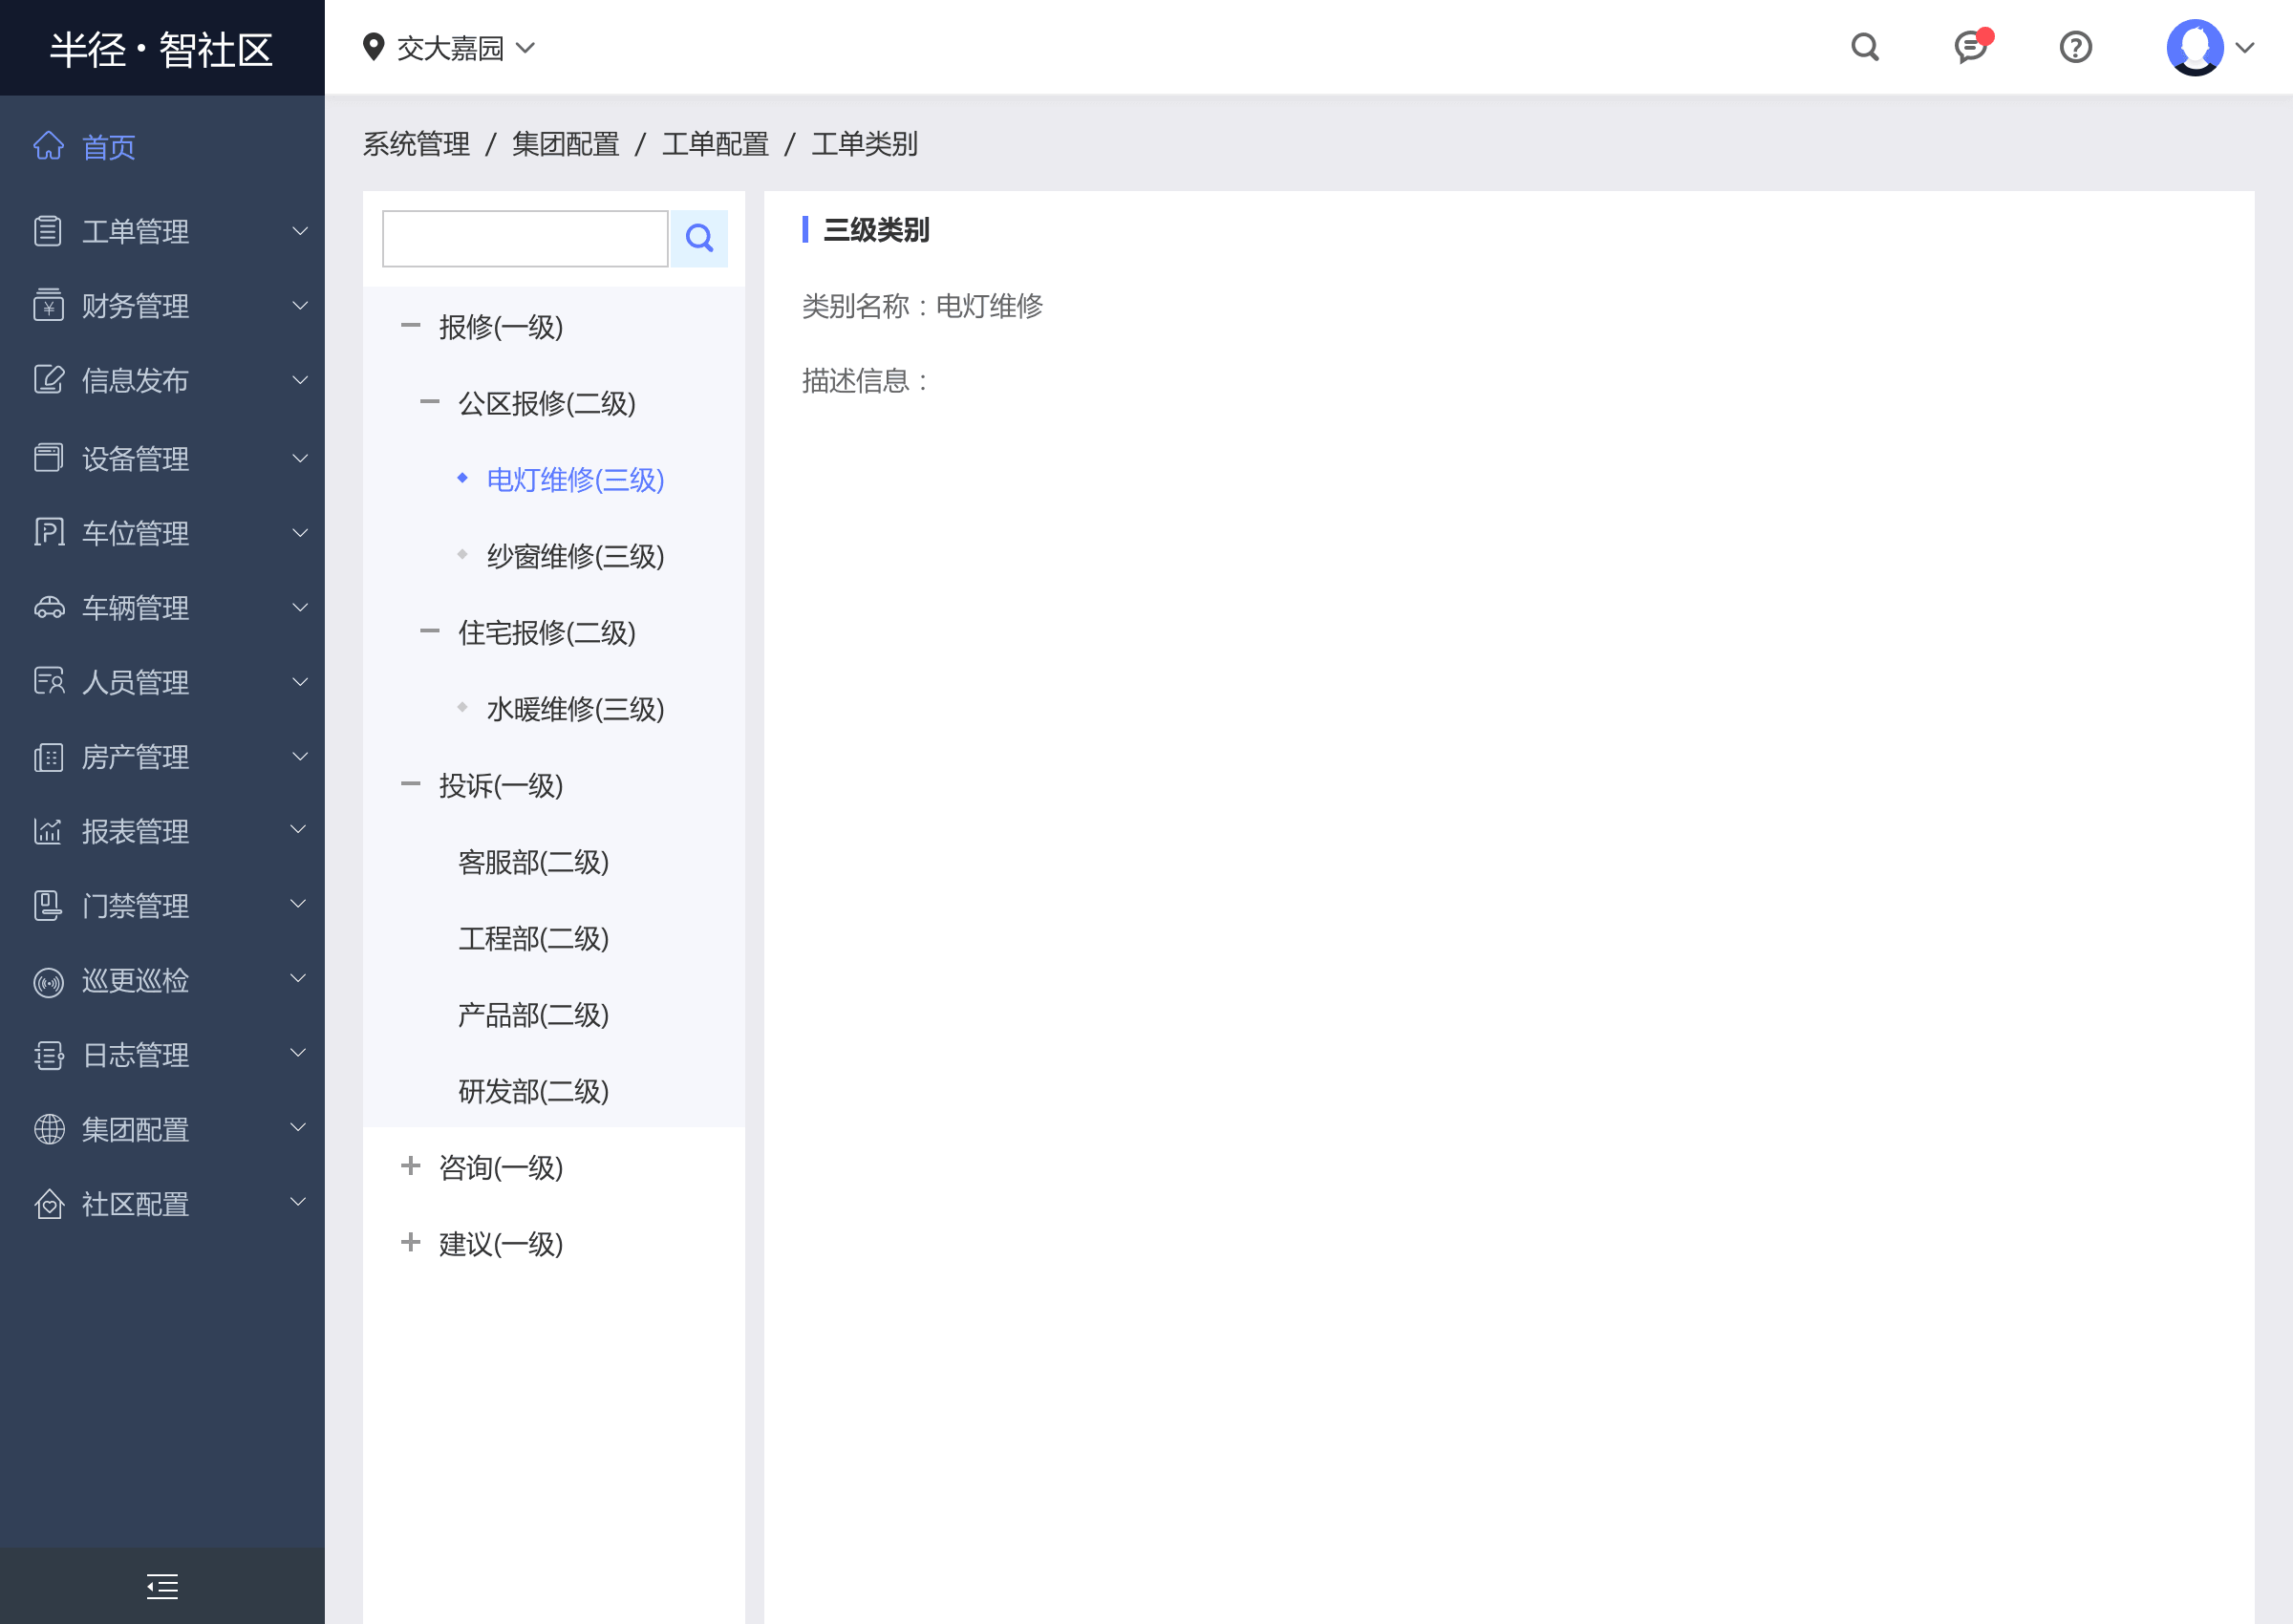 半径·智社区
交大嘉园
首页
工单管理
财务管理
信息发布
设备管理
车位管理
车辆管理
人员管理
房产管理
报表管理
门禁管理
巡更巡检
日志管理
集团配置
社区配置
系统管理 / 集团配置 / 工单配置 / 工单类别
报修(一级)
公区报修(二级)
电灯维修(三级)
纱窗维修(三级)
住宅报修(二级)
水暖维修(三级)
投诉(一级)
客服部(二级)
工程部(二级)
产品部(二级)
研发部(二级)
咨询(一级)
建议(一级)
三级类别
类别名称：电灯维修
描述信息：